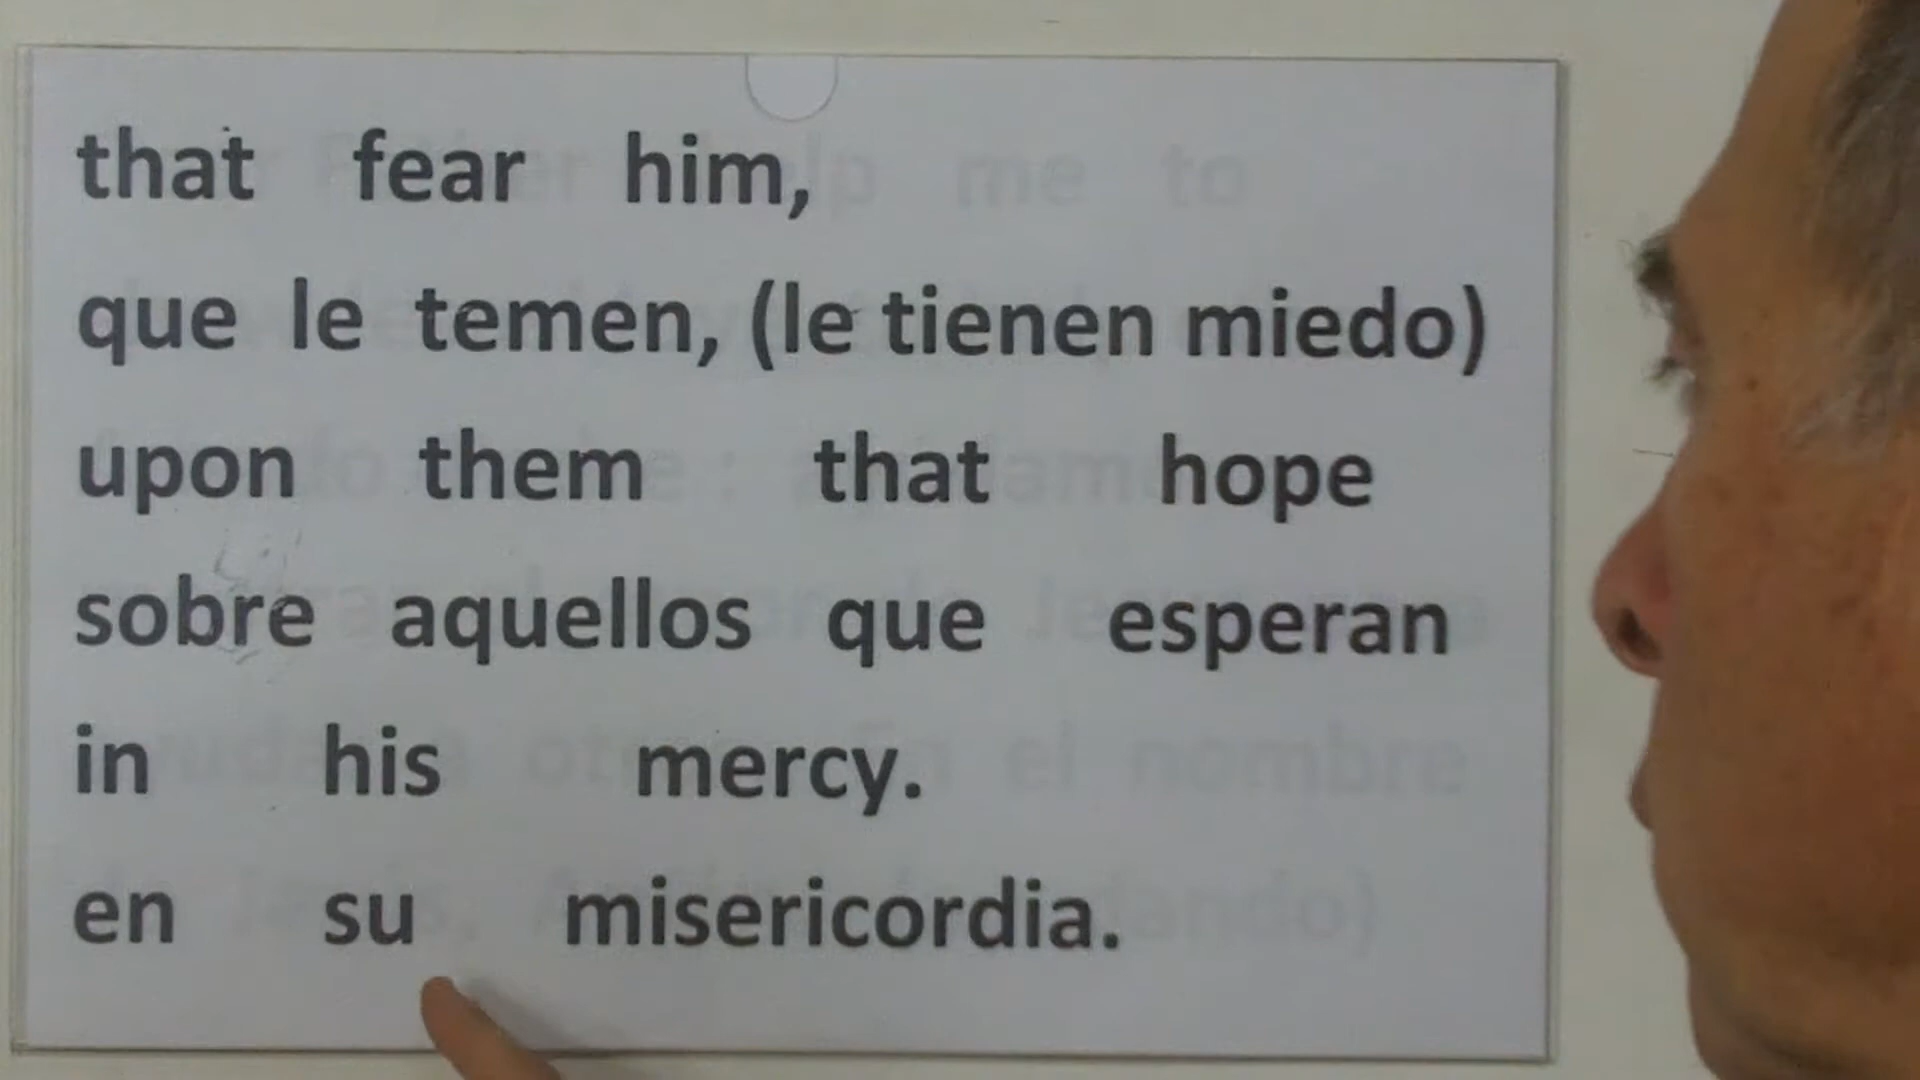 that fear him,
que le temen, (le tienen miedo)
upon them that hope
sobre aquellos que esperan
in his mercy.
en su misericordia.